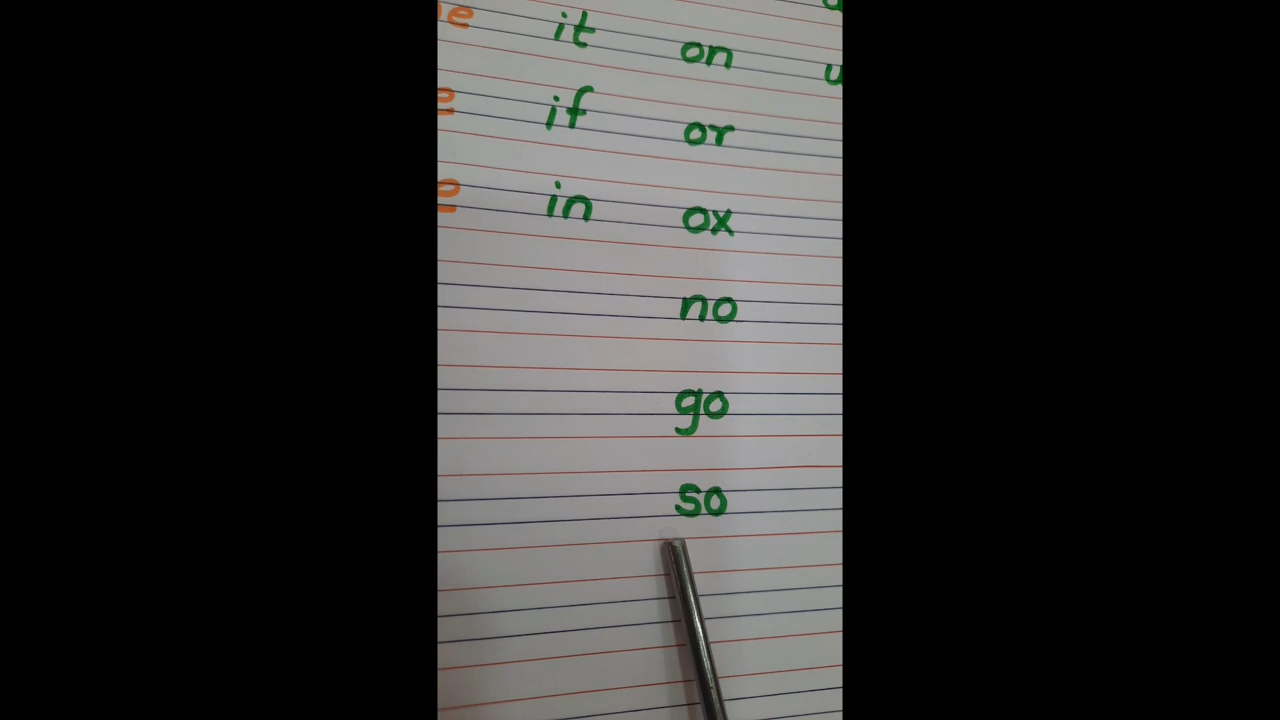 it on
if or
in ox
no
go
so